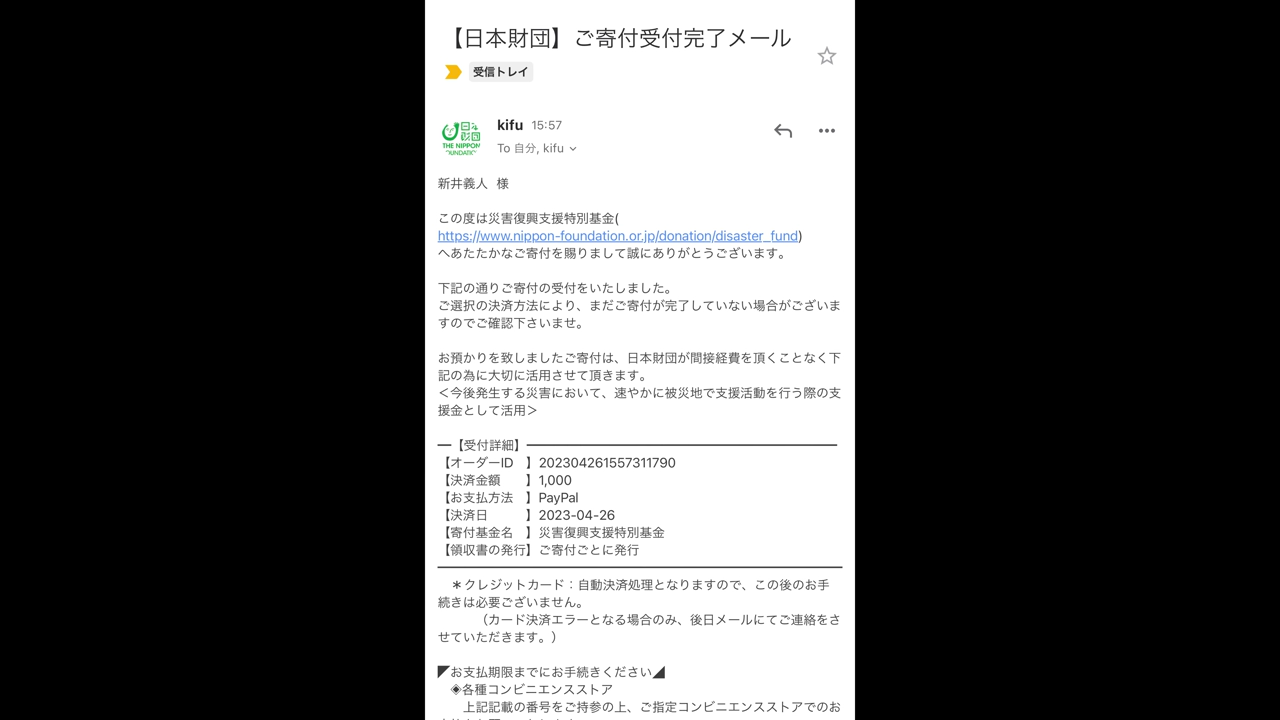 【日本財団】ご寄付受付完了メール
受信トレイ
日本財団
THE NIPPON
FOUNDATION
kifu 15:57
To 自分, kifu
新井義人 様
この度は災害復興支援特別基金(
https://www.nippon-foundation.or.jp/donation/disaster_fund)
へあたたかなご寄付を賜りまして誠にありがとうございます。
下記の通りご寄付の受付をいたしました。
ご選択の決済方法により、まだご寄付が完了していない場合がございま
すのでご確認下さいませ。
お預かりを致しましたご寄付は、日本財団が間接経費を頂くことなく下
記の為に大切に活用させて頂きます。
＜今後発生する災害において、速やかに被災地で支援活動を行う際の支
援金として活用＞
━【受付詳細】━━━━━━━━━━━━━━━━━━━━━━━━━
【オーダーID　】202304261557311790
【決済金額　　】1,000
【お支払方法　】PayPal
【決済日　　　】2023-04-26
【寄付基金名　】災害復興支援特別基金
【領収書の発行】ご寄付ごとに発行
＊クレジットカード：自動決済処理となりますので、この後のお手
続きは必要ございません。
（カード決済エラーとなる場合のみ、後日メールにてご連絡をさ
せていただきます。）
◤お支払期限までにお手続きください◢
◈各種コンビニエンスストア
上記記載の番号をご持参の上、ご指定コンビニエンスストアでのお